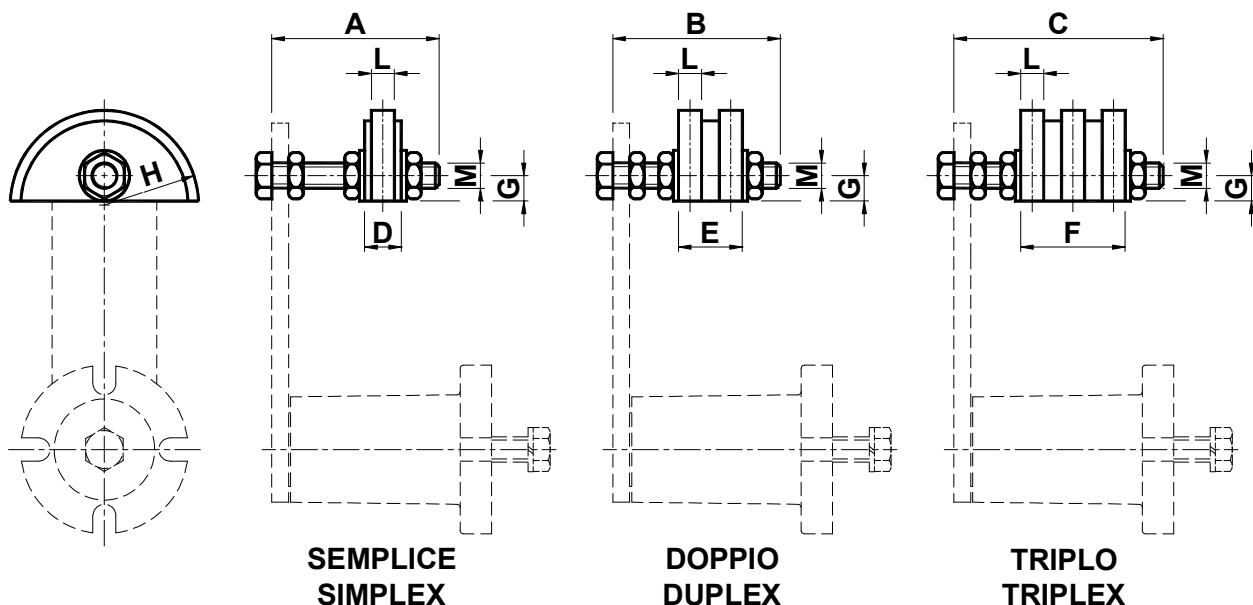 A
B
C
L
L
L
H
M
G
M
G
M
G
D
E
F
SEMPLICE
SIMPLEX
DOPPIO
DUPLEX
TRIPLO
TRIPLEX